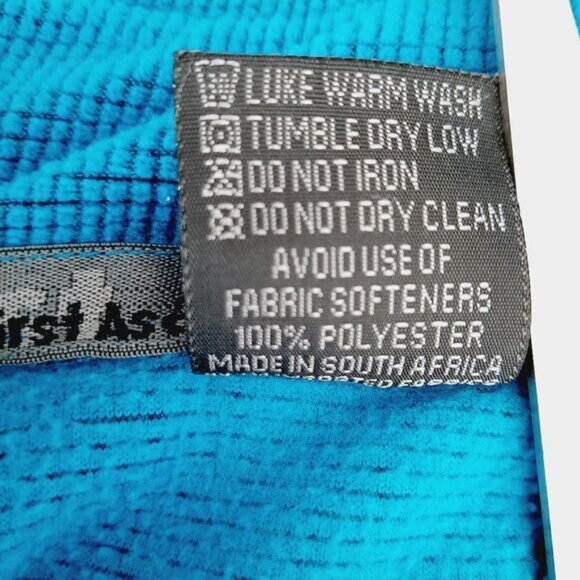 LUKE WARM WASH
TUMBLE DRY LOW
DO NOT IRON
DO NOT DRY CLEAN
AVOID USE OF
FABRIC SOFTENERS
100% POLYESTER
MADE IN SOUTH AFRICA